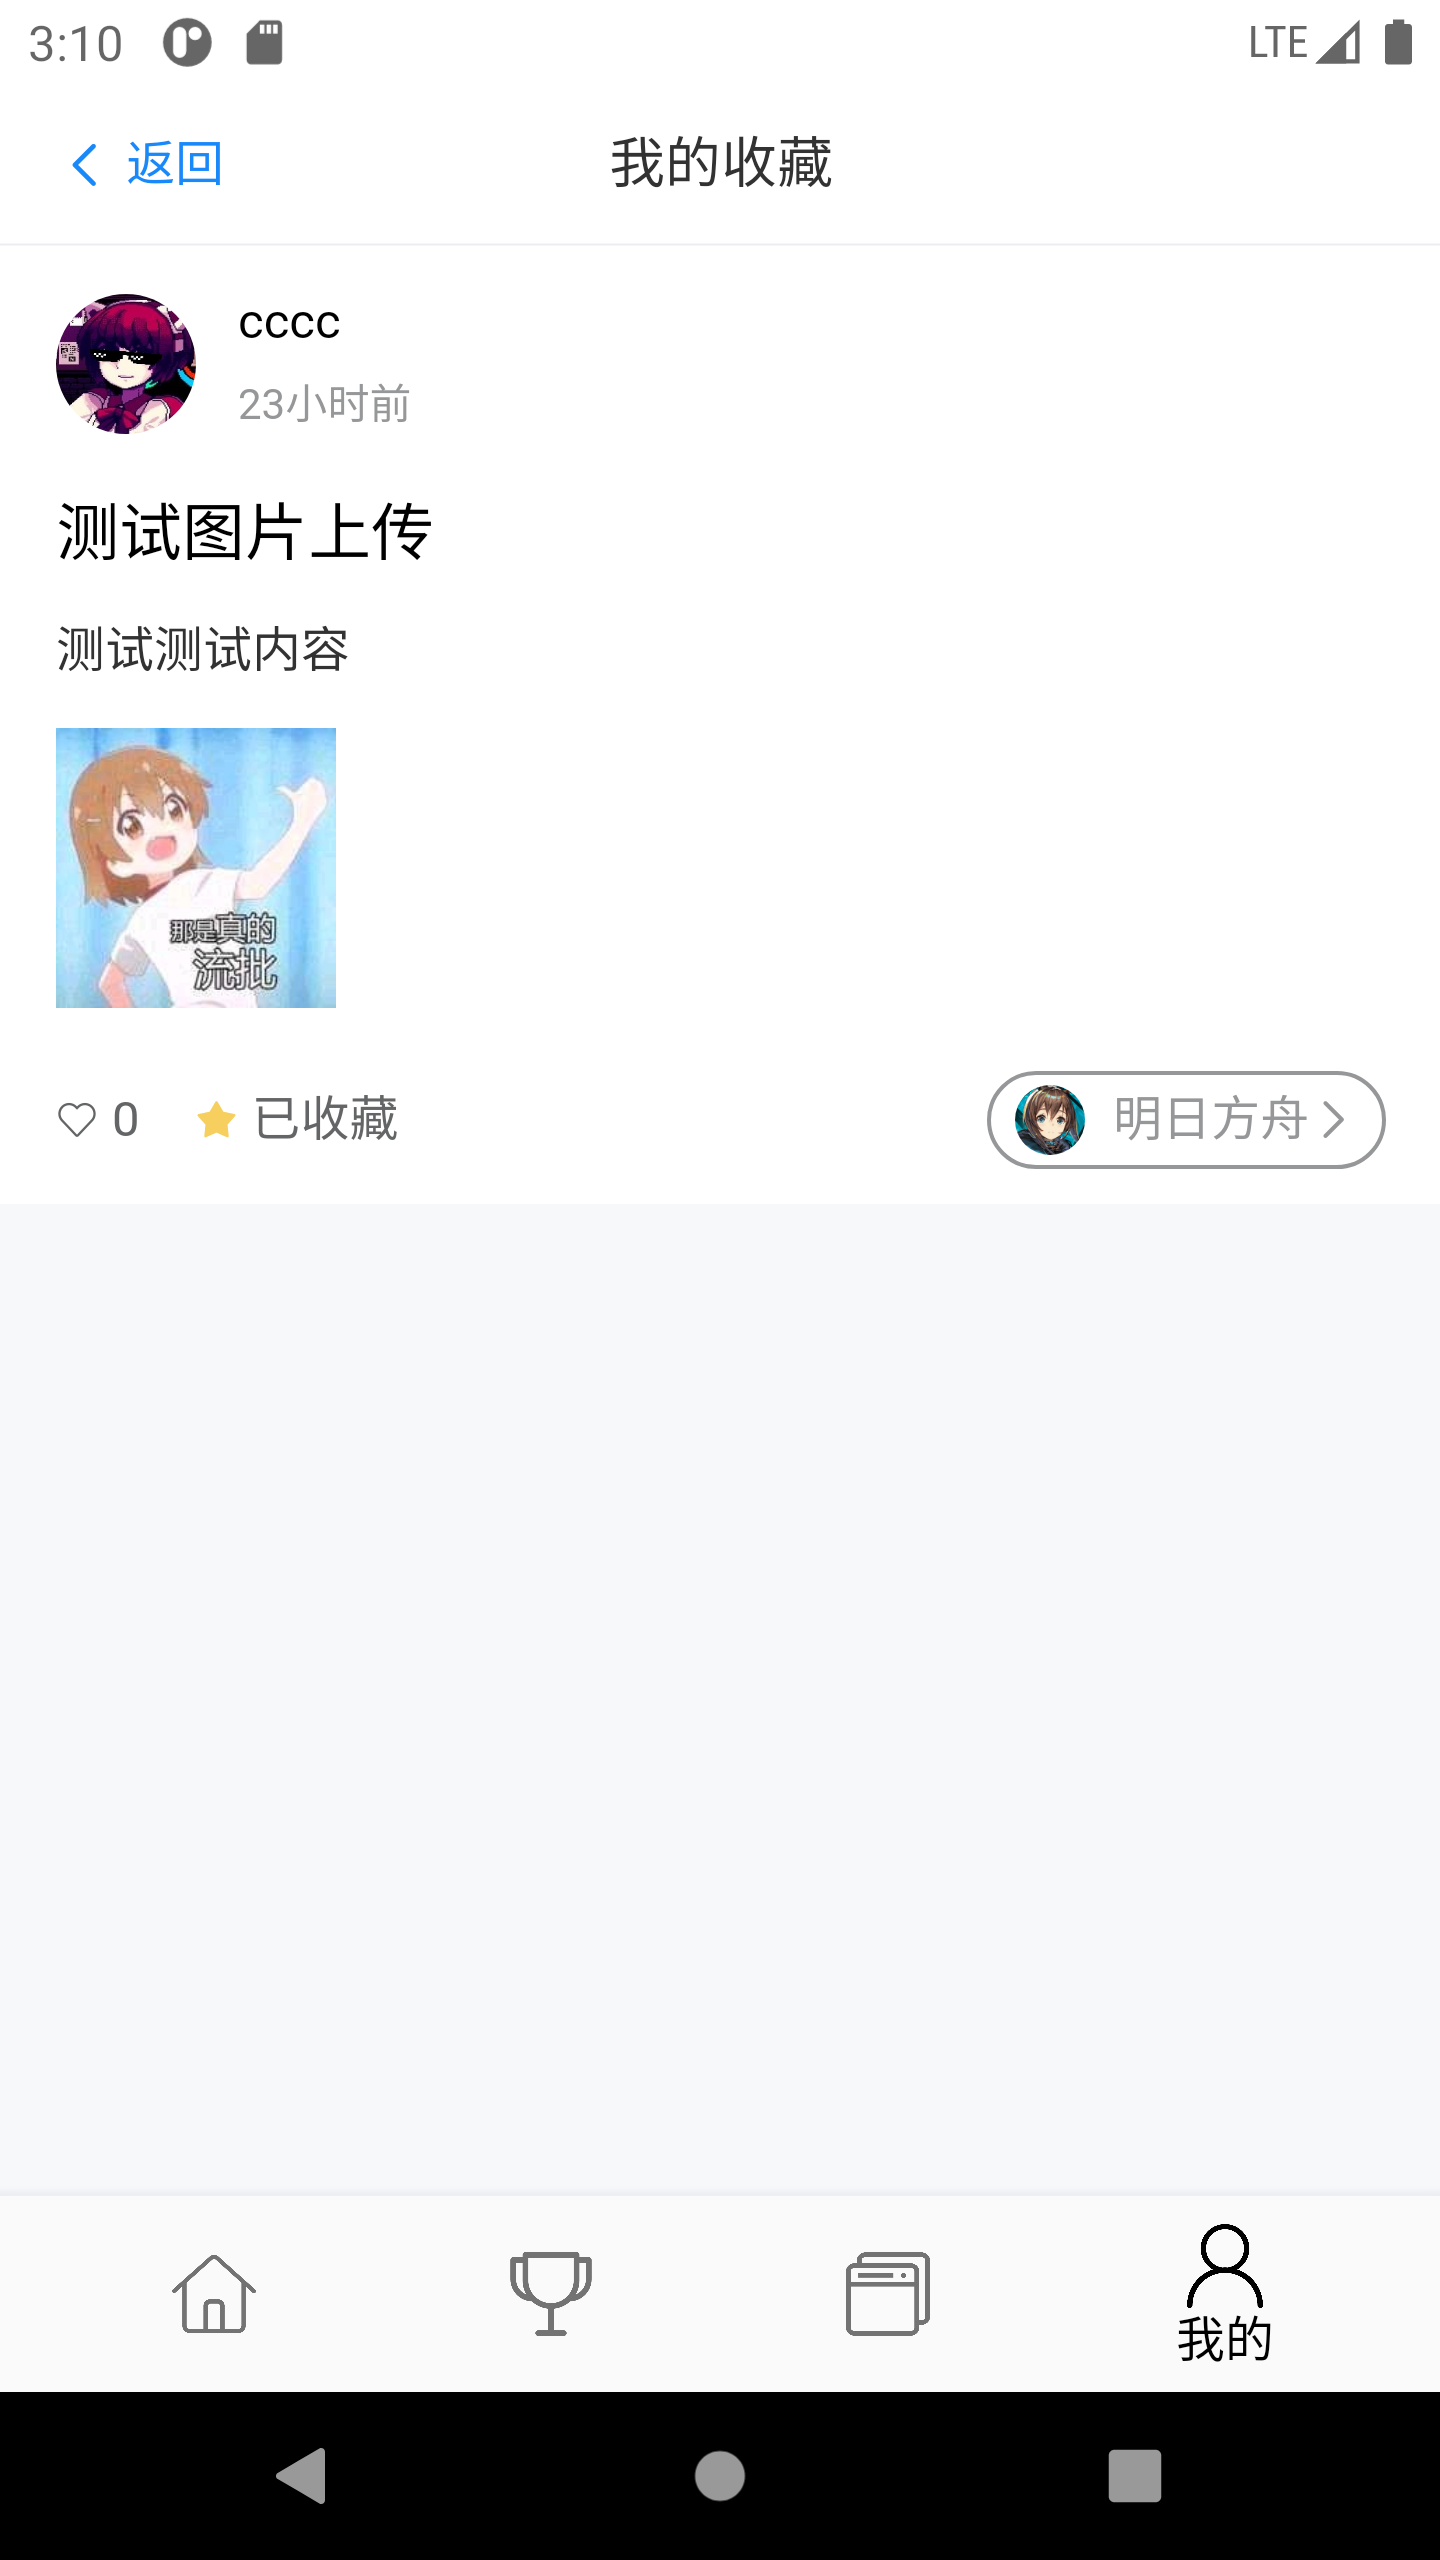 3:10
LTE
返回
我的收藏
cccc
23小时前
测试图片上传
测试测试内容
那是真的
流批
0
已收藏
明日方舟
我的